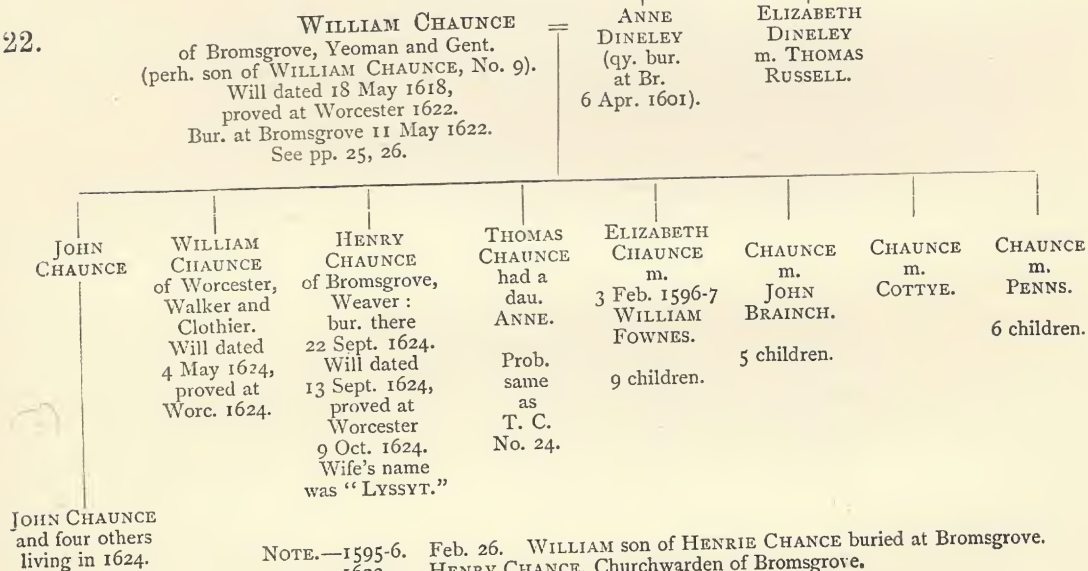 22.
WILLIAM CHAUNCE
of Bromsgrove, Yeoman and Gent.
(perh. son of WILLIAM CHAUNCE, No. 9).
Will dated 18 May 1618,
proved at Worcester 1622.
Bur. at Bromsgrove 11 May 1622.
See pp. 25, 26.
=
ANNE
DINELEY
(qy. bur.
at Br.
6 Apr. 1601).
ELIZABETH
DINELEY
m. THOMAS
RUSSELL.
JOHN
CHAUNCE
WILLIAM
CHAUNCE
of Worcester,
Walker and
Clothier.
Will dated
4 May 1624,
proved at
Worc. 1624.
HENRY
CHAUNCE
of Bromsgrove,
Weaver :
bur. there
22 Sept. 1624.
Will dated
13 Sept. 1624,
proved at
Worcester
9 Oct. 1624.
Wife's name
was "LYSSYT."
THOMAS
CHAUNCE
had a
dau.
ANNE.
Prob.
same
as
T. C.
No. 24.
ELIZABETH
CHAUNCE
m.
3 Feb. 1596-7
WILLIAM
FOWNES.
9 children.
CHAUNCE
m.
JOHN
BRAINCH.
5 children.
CHAUNCE
m.
COTTYE.
CHAUNCE
m.
PENNS.
6 children.
JOHN CHAUNCE
and four others
living in 1624.
NOTE.—1595-6. Feb. 26. WILLIAM son of HENRIE CHANCE buried at Bromsgrove.
HENRY CHANCE, Churchwarden of Bromsgrove.